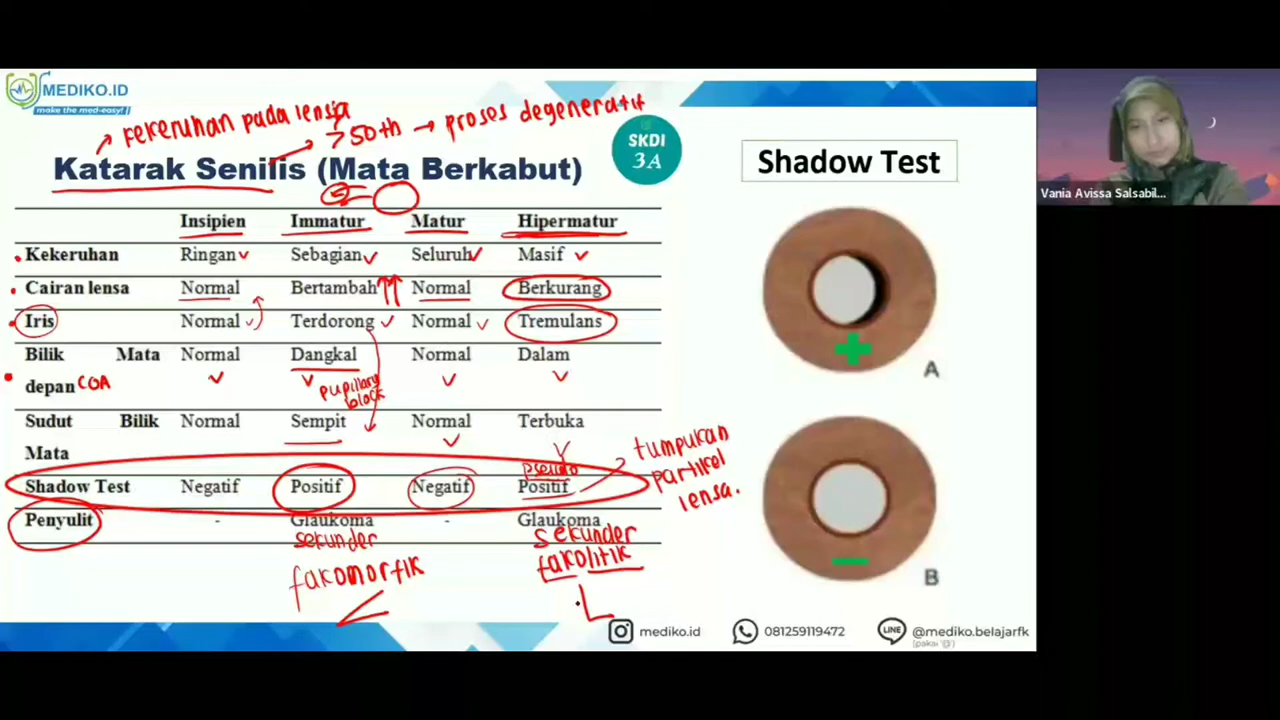 MEDIKO.ID
make the med-easy!
kekeruhan pada lensa
>50th → proses degeneratif
Katarak Senilis (Mata Berkabut)
SKDI
3A
Shadow Test
Vania Avissa Salsabil...
Insipien Immatur Matur Hipermatur
Kekeruhan Ringan Sebagian Seluruh Masif
Cairan lensa Normal Bertambah Normal Berkurang
Iris Normal Terdorong Normal Tremulans
Bilik Mata Normal Dangkal Normal Dalam
depan COA
pupillary
block
Sudut Bilik Normal Sempit Normal Terbuka
Mata
pseudo
Shadow Test Negatif Positif Negatif Positif
tumpukan
partikel
lensa.
Penyulit - Glaukoma - Glaukoma
sekunder sekunder
fakomorfik fakolitik
A
B
mediko.id 081259119472 @mediko.belajarfk
(pakai '@')